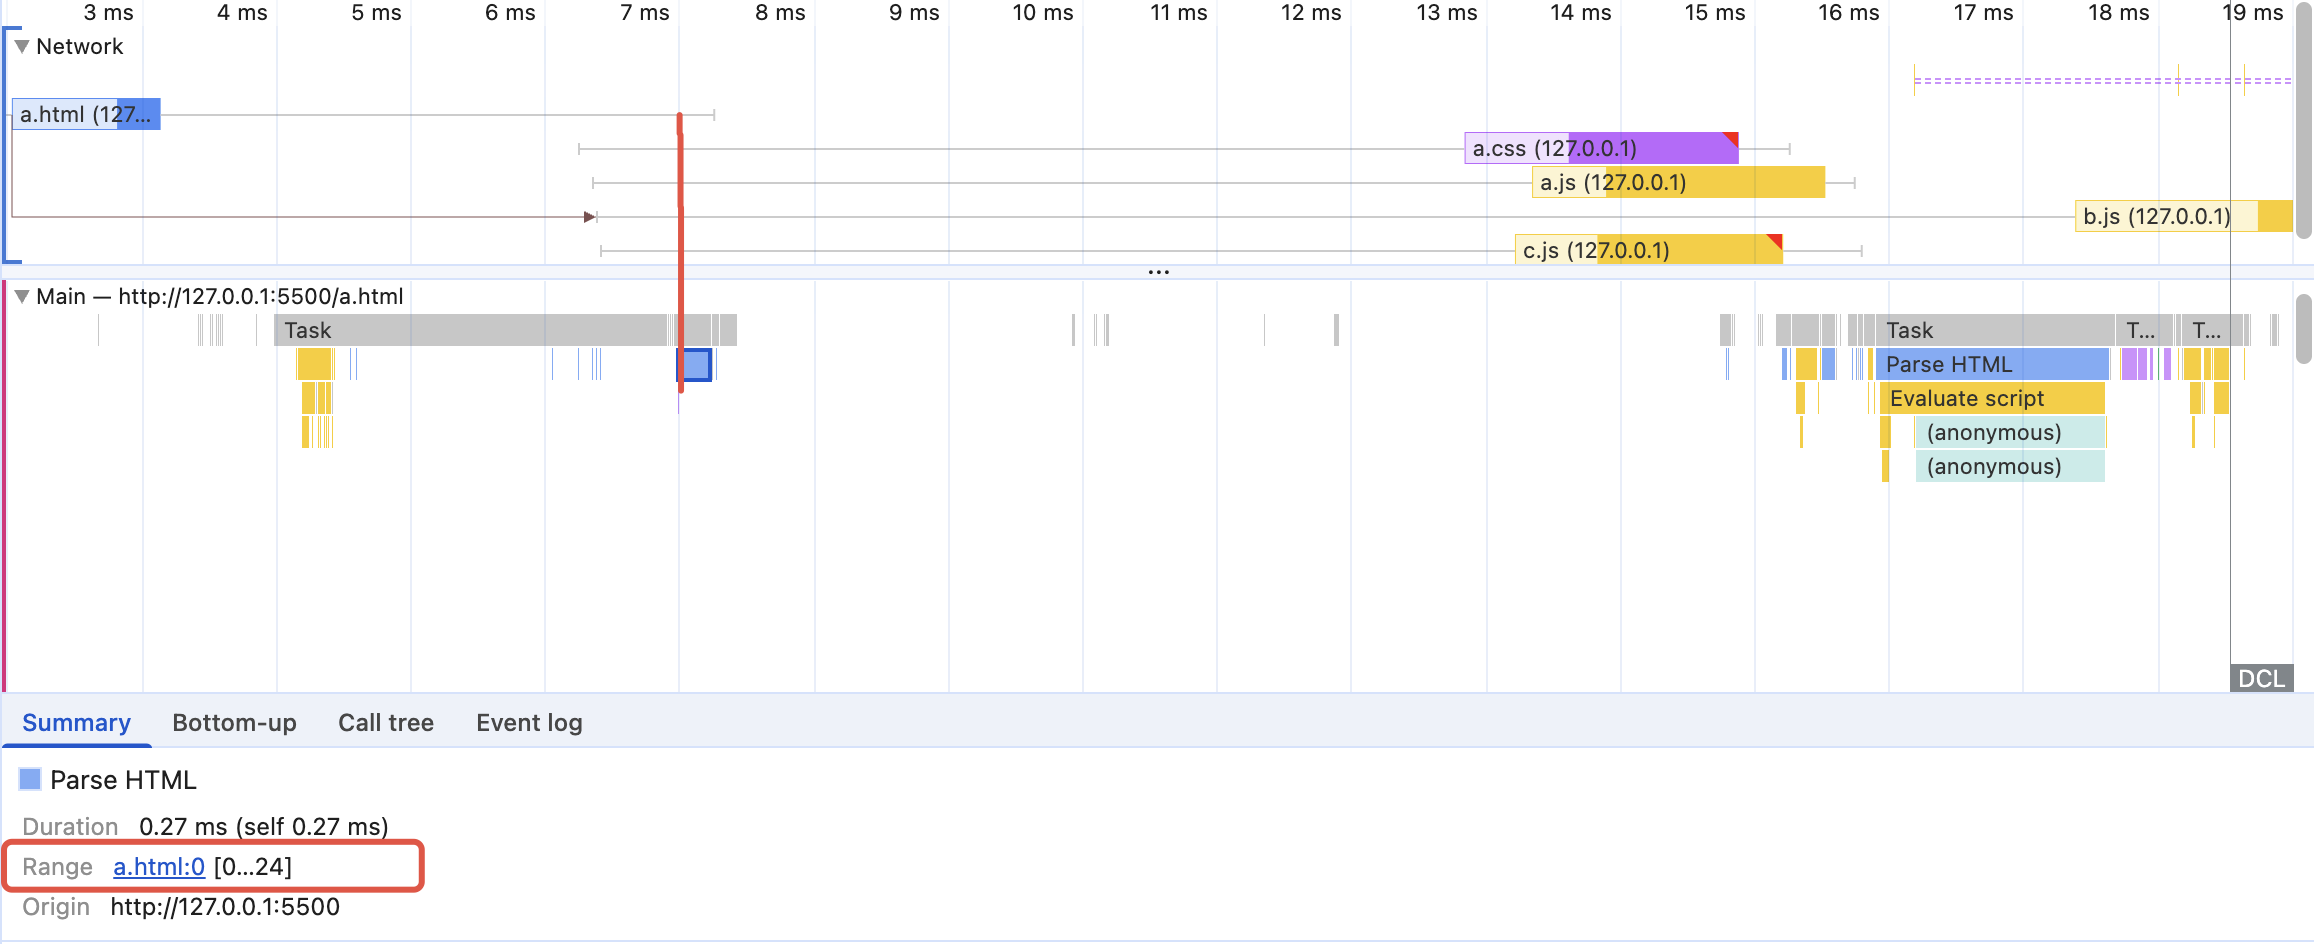 3 ms 4 ms 5 ms 6 ms 7 ms 8 ms 9 ms 10 ms 11 ms 12 ms 13 ms 14 ms 15 ms 16 ms 17 ms 18 ms 19 ms
Network
a.html (127...
a.css (127.0.0.1)
a.js (127.0.0.1)
b.js (127.0.0.1)
c.js (127.0.0.1)
...
Main — http://127.0.0.1:5500/a.html
Task Task T... T...
Parse HTML
Evaluate script
(anonymous)
(anonymous)
DCL
Summary Bottom-up Call tree Event log
Parse HTML
Duration 0.27 ms (self 0.27 ms)
Range a.html:0 [0...24]
Origin http://127.0.0.1:5500